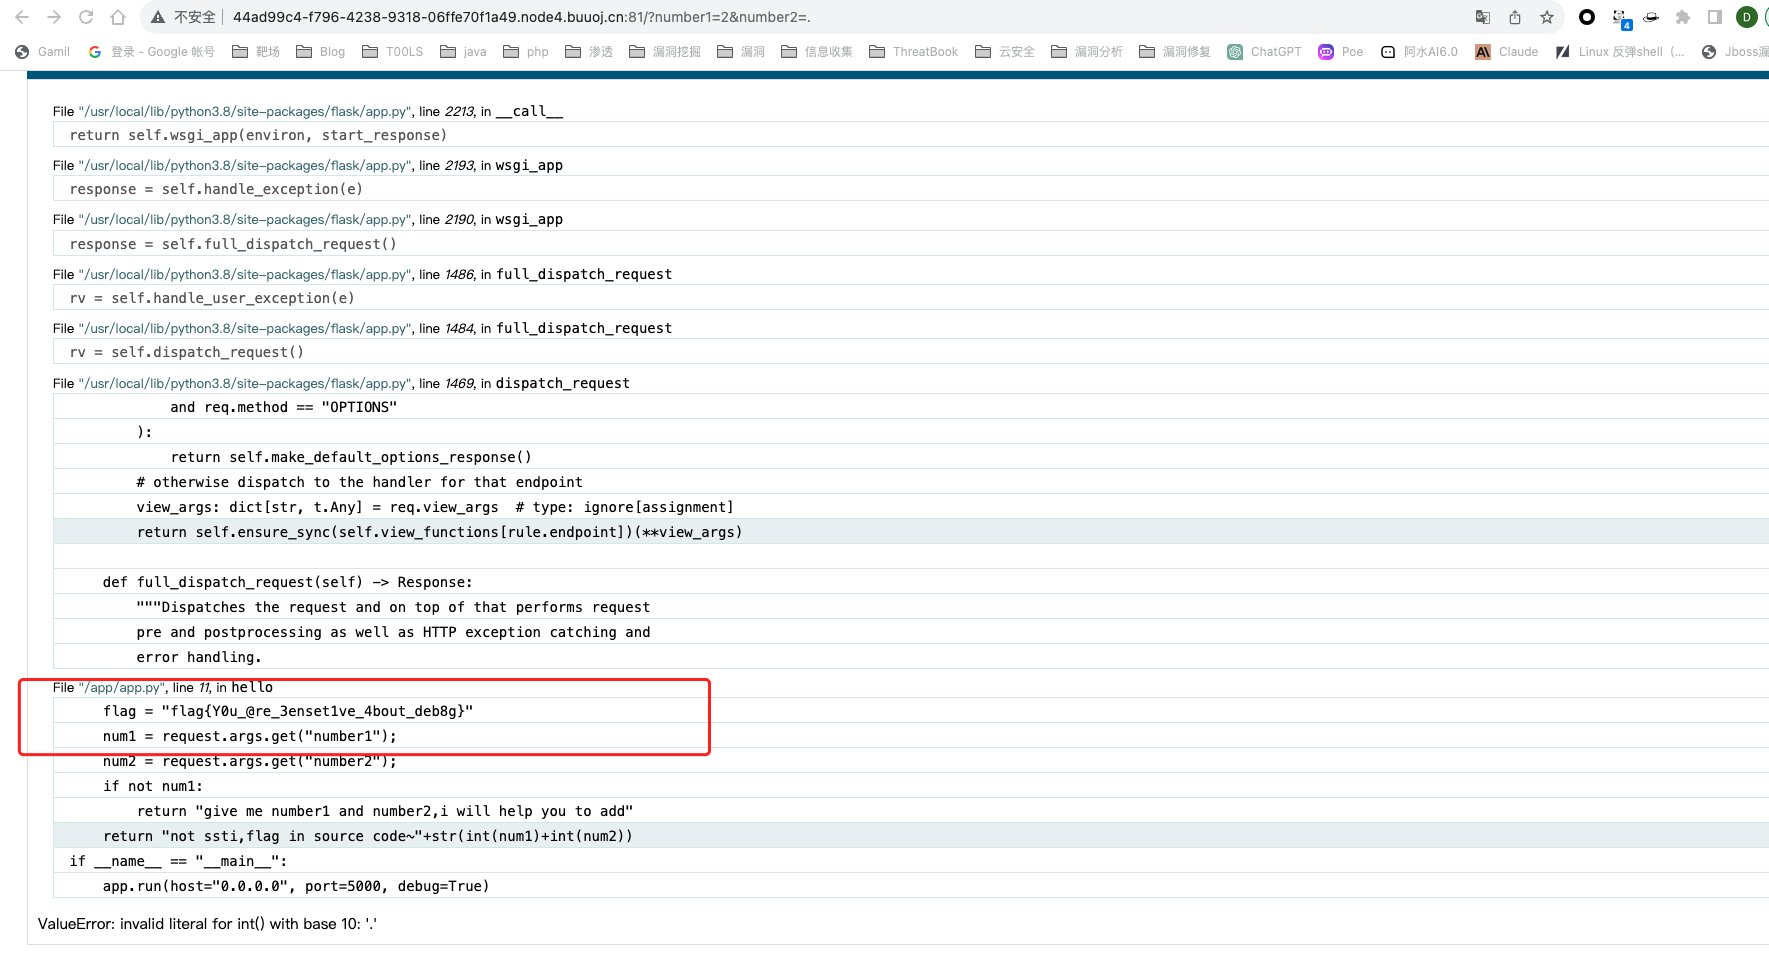 不安全 44ad99c4-f796-4238-9318-06ffe70f1a49.node4.buuoj.cn:81/?number1=2&number2=. 4 D
Gamil 登录 - Google 帐号 靶场 Blog T00LS java php 渗透 漏洞挖掘 漏洞 信息收集 ThreatBook 云安全 漏洞分析 漏洞修复 ChatGPT Poe 阿水AI6.0 Claude Linux 反弹shell (... Jboss漏
File "/usr/local/lib/python3.8/site-packages/flask/app.py", line 2213, in __call__
return self.wsgi_app(environ, start_response)
File "/usr/local/lib/python3.8/site-packages/flask/app.py", line 2193, in wsgi_app
response = self.handle_exception(e)
File "/usr/local/lib/python3.8/site-packages/flask/app.py", line 2190, in wsgi_app
response = self.full_dispatch_request()
File "/usr/local/lib/python3.8/site-packages/flask/app.py", line 1486, in full_dispatch_request
rv = self.handle_user_exception(e)
File "/usr/local/lib/python3.8/site-packages/flask/app.py", line 1484, in full_dispatch_request
rv = self.dispatch_request()
File "/usr/local/lib/python3.8/site-packages/flask/app.py", line 1469, in dispatch_request
and req.method == "OPTIONS"
):
return self.make_default_options_response()
# otherwise dispatch to the handler for that endpoint
view_args: dict[str, t.Any] = req.view_args  # type: ignore[assignment]
return self.ensure_sync(self.view_functions[rule.endpoint])(**view_args)
def full_dispatch_request(self) -> Response:
"""Dispatches the request and on top of that performs request
pre and postprocessing as well as HTTP exception catching and
error handling.
File "/app/app.py", line 11, in hello
flag = "flag{Y0u_@re_3enset1ve_4bout_deb8g}"
num1 = request.args.get("number1");
num2 = request.args.get("number2");
if not num1:
return "give me number1 and number2,i will help you to add"
return "not ssti,flag in source code~"+str(int(num1)+int(num2))
if __name__ == "__main__":
app.run(host="0.0.0.0", port=5000, debug=True)
ValueError: invalid literal for int() with base 10: '.'